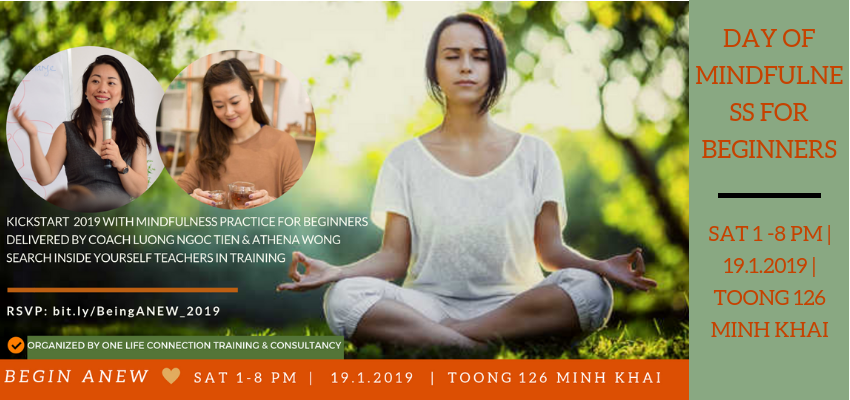 KICKSTART 2019 WITH MINDFULNESS PRACTICE FOR BEGINNERS
DELIVERED BY COACH LUONG NGOC TIEN & ATHENA WONG
SEARCH INSIDE YOURSELF TEACHERS IN TRAINING
RSVP: bit.ly/BeingANEW_2019
ORGANIZED BY ONE LIFE CONNECTION TRAINING & CONSULTANCY
BEGIN ANEW SAT 1-8 PM | 19.1.2019 | TOONG 126 MINH KHAI
DAY OF
MINDFULNE
SS FOR
BEGINNERS
SAT 1 -8 PM |
19.1.2019 |
TOONG 126
MINH KHAI